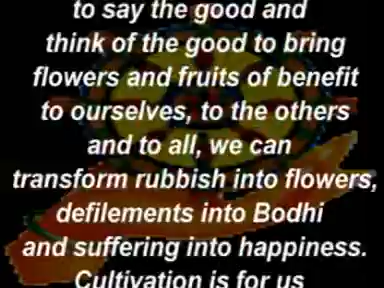 to say the good and
think of the good to bring
flowers and fruits of benefit
to ourselves, to the others
and to all, we can
transform rubbish into flowers,
defilements into Bodhi
and suffering into happiness.
Cultivation is for us